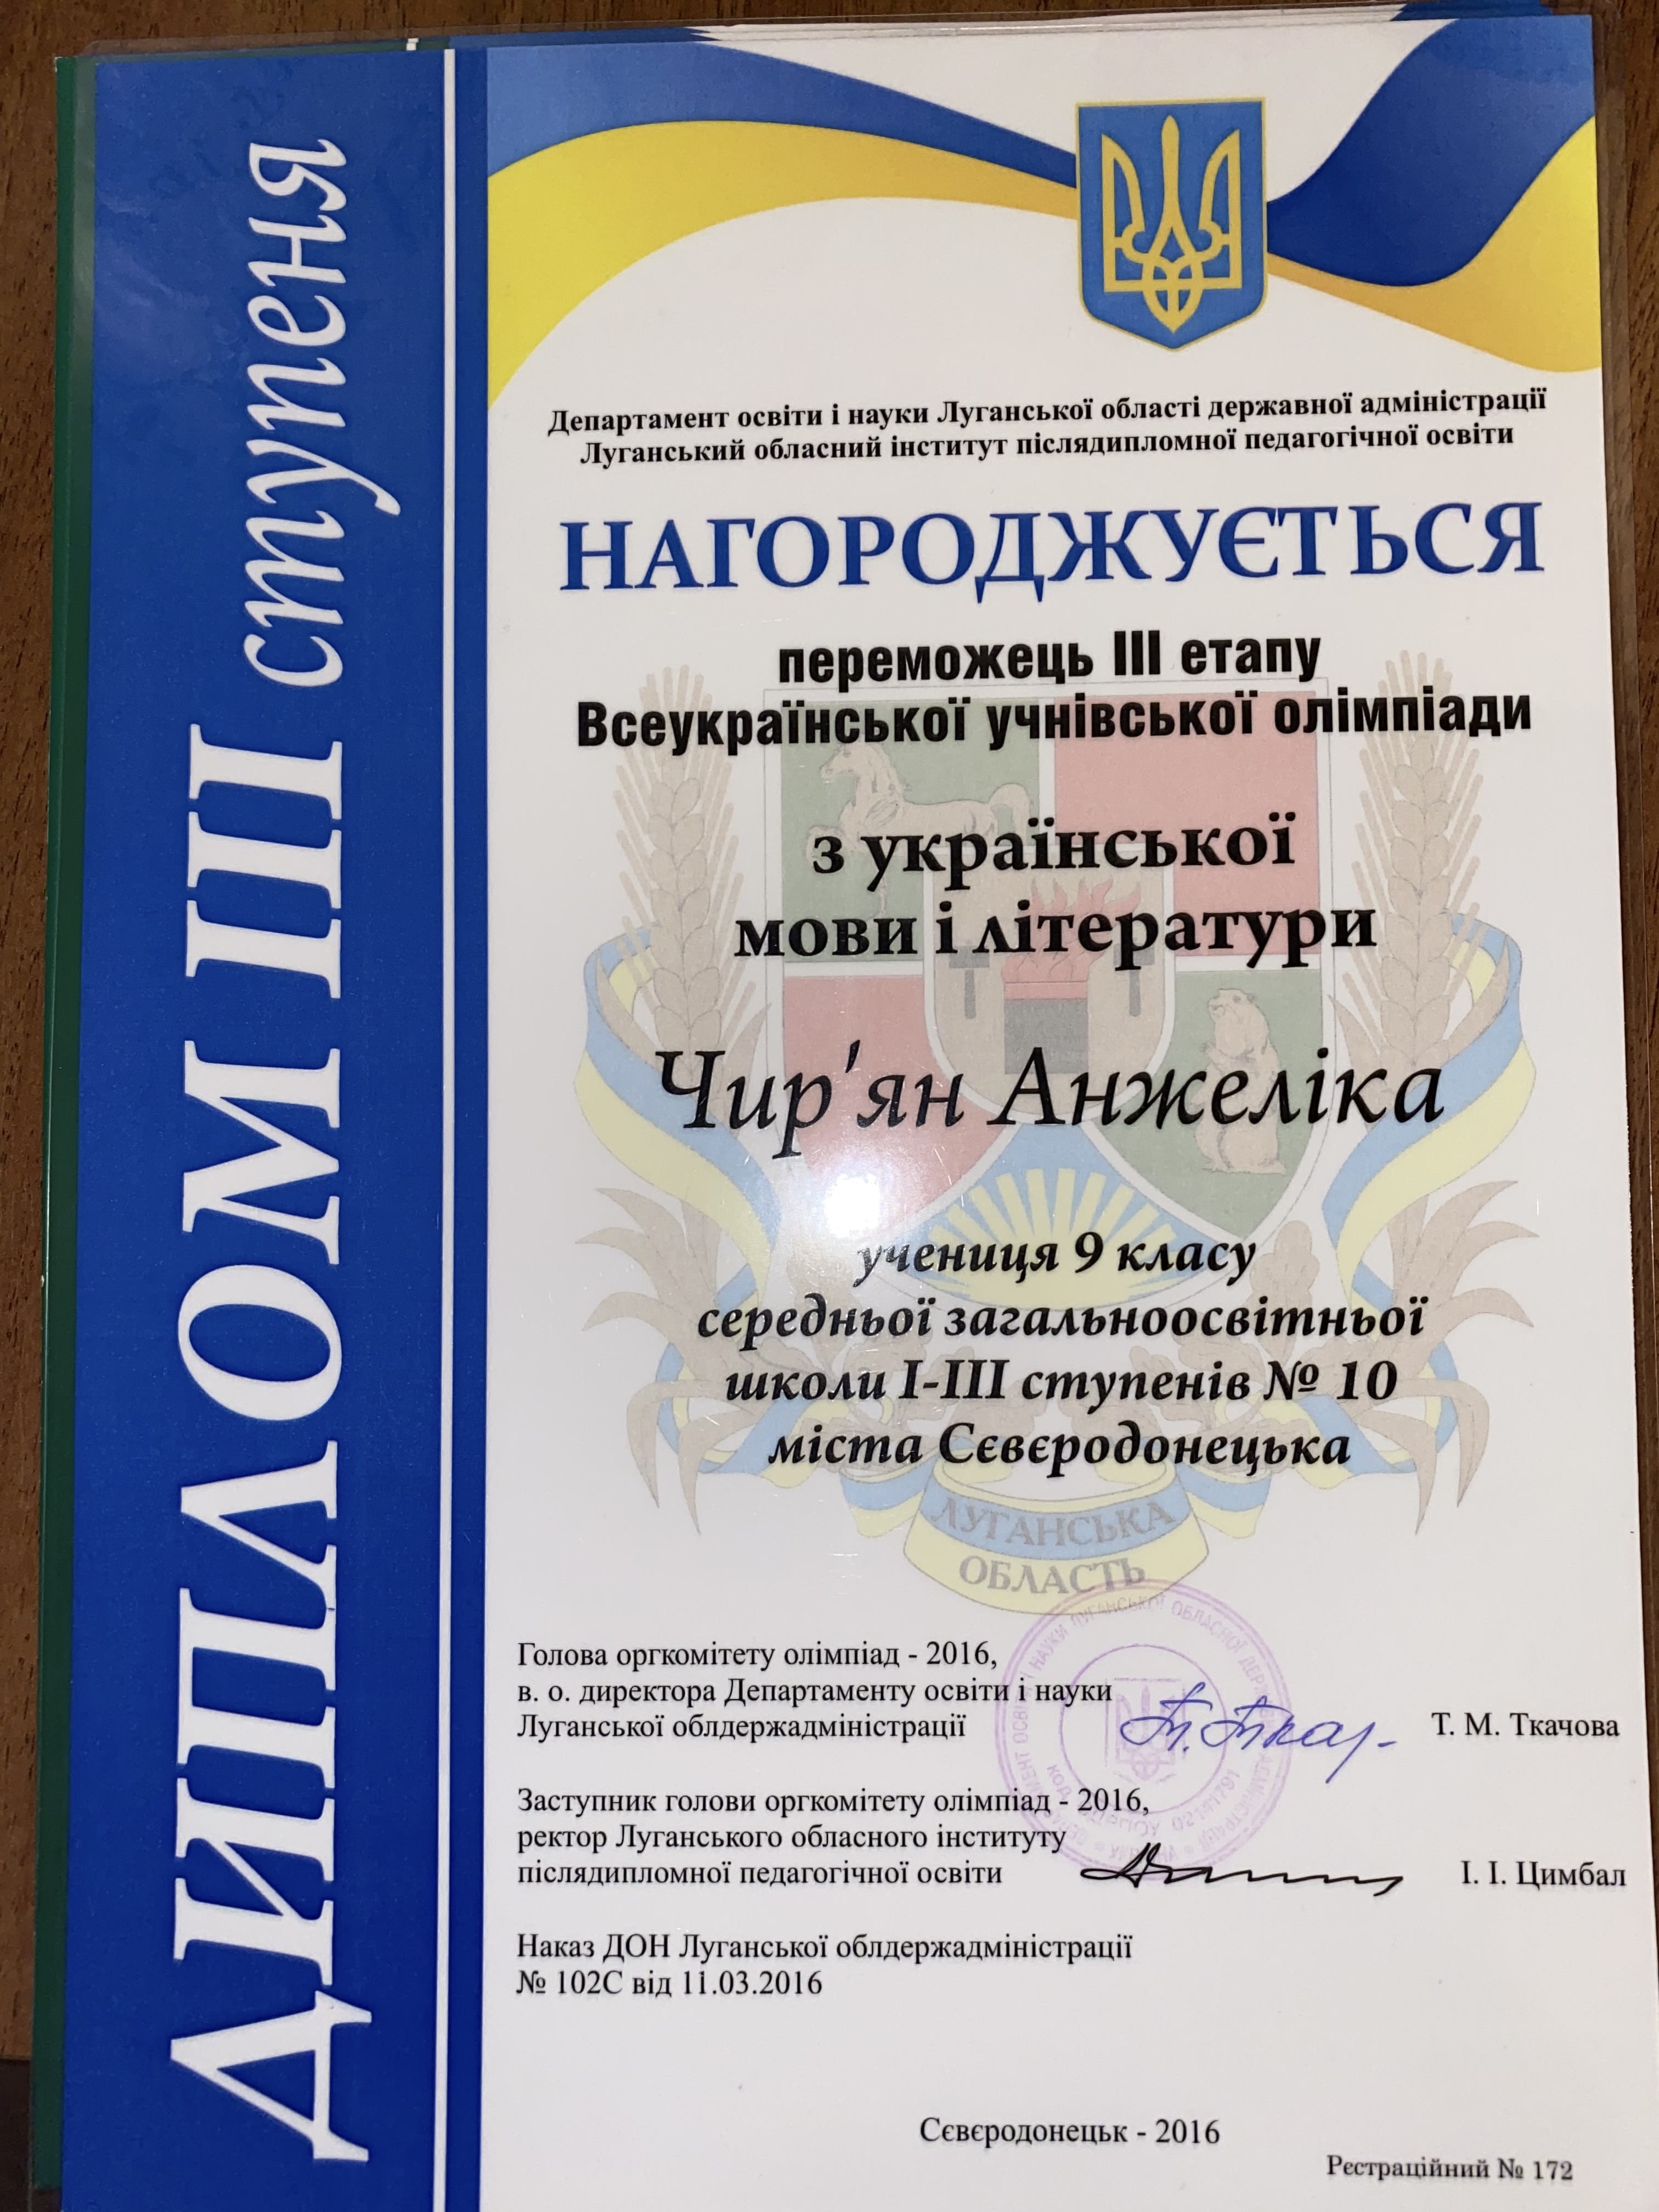 ДИПЛОМ III ступеня
Департамент освіти і науки Луганської області державної адміністрації
Луганський обласний інститут післядипломної педагогічної освіти
НАГОРОДЖУЄТЬСЯ
переможець III етапу
Всеукраїнської учнівської олімпіади
з української
мови і літератури
Чир'ян Анжеліка
учениця 9 класу
середньої загальноосвітньої
школи I-III ступенів № 10
міста Сєвєродонецька
ЛУГАНСЬКА
ОБЛАСТЬ
Голова оргкомітету олімпіад - 2016,
в. о. директора Департаменту освіти і науки
Луганської облдержадміністрації
Т. М. Ткачова
Заступник голови оргкомітету олімпіад - 2016,
ректор Луганського обласного інституту
післядипломної педагогічної освіти
І. І. Цимбал
Наказ ДОН Луганської облдержадміністрації
№ 102С від 11.03.2016
Сєвєродонецьк - 2016
Рєстраційний № 172